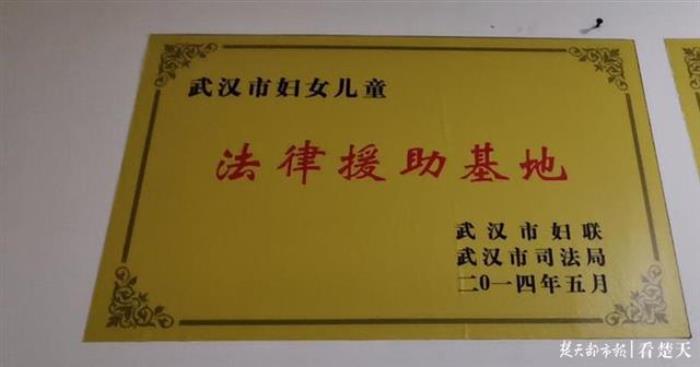 武汉市妇女儿童
法律援助基地
武汉市妇联
武汉市司法局
二0一四年五月
楚天都市报|看楚天